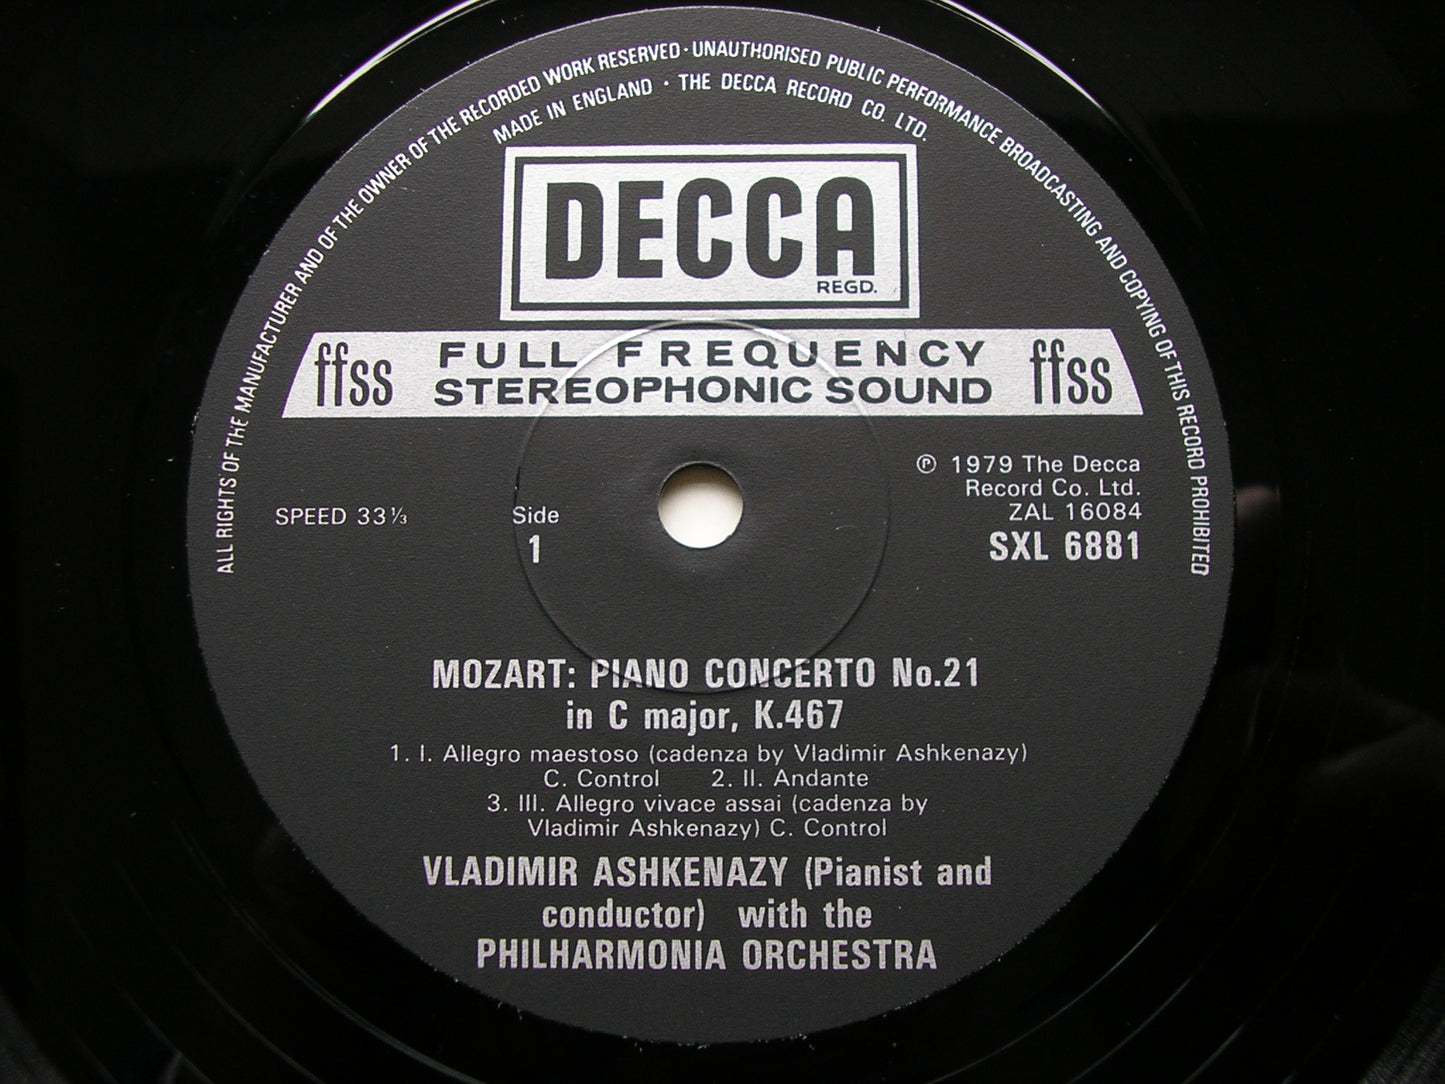 ALL RIGHTS OF THE MANUFACTURER AND OF THE OWNER OF THE RECORDED WORK RESERVED · UNAUTHORISED PUBLIC PERFORMANCE BROADCASTING AND COPYING OF THIS RECORD PROHIBITED
MADE IN ENGLAND · THE DECCA RECORD CO. LTD.
DECCA
REGD.
ffss FULL FREQUENCY STEREOPHONIC SOUND ffss
℗ 1979 The Decca
Record Co. Ltd.
ZAL 16084
SXL 6881
SPEED 33⅓
Side
1
MOZART: PIANO CONCERTO No.21
in C major, K.467
1. I. Allegro maestoso (cadenza by Vladimir Ashkenazy)
C. Control 2. II. Andante
3. III. Allegro vivace assai (cadenza by
Vladimir Ashkenazy) C. Control
VLADIMIR ASHKENAZY (Pianist and
conductor) with the
PHILHARMONIA ORCHESTRA